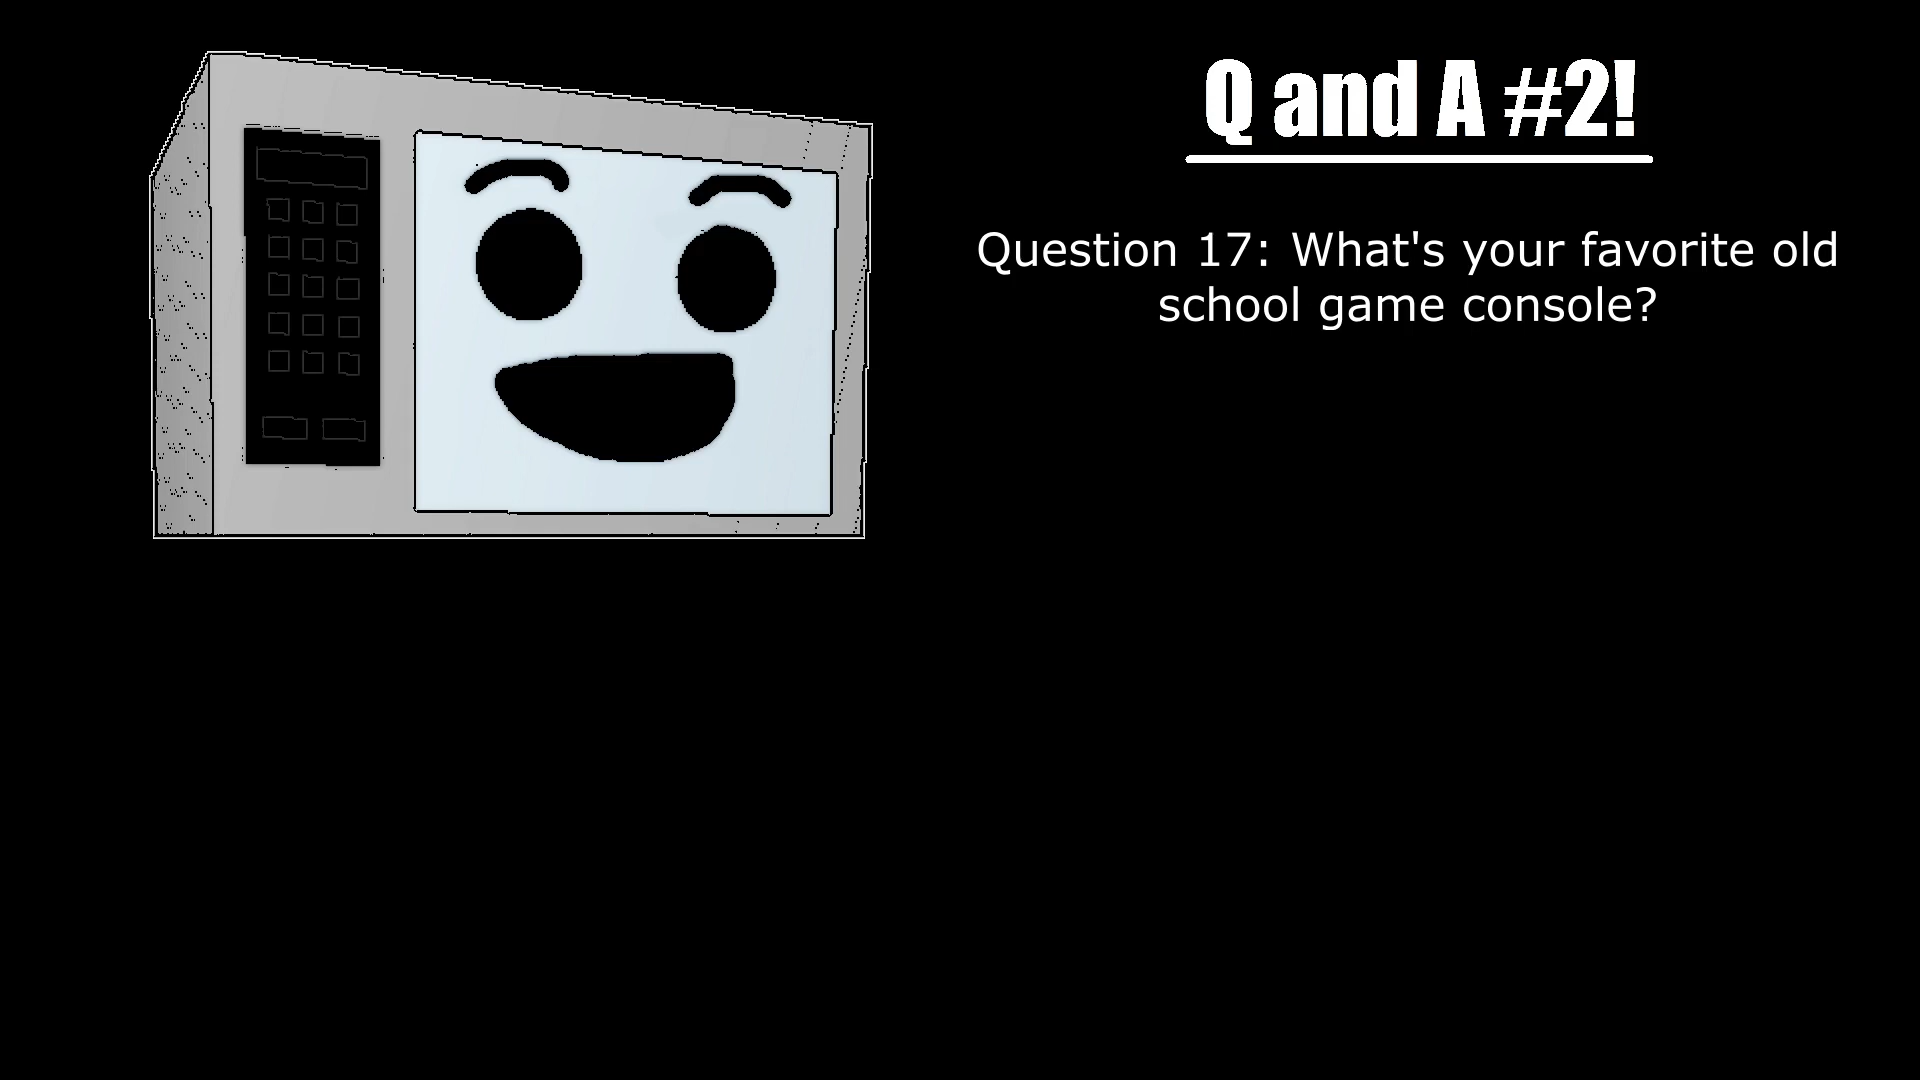 Q and A #2!
Question 17: What's your favorite old
school game console?